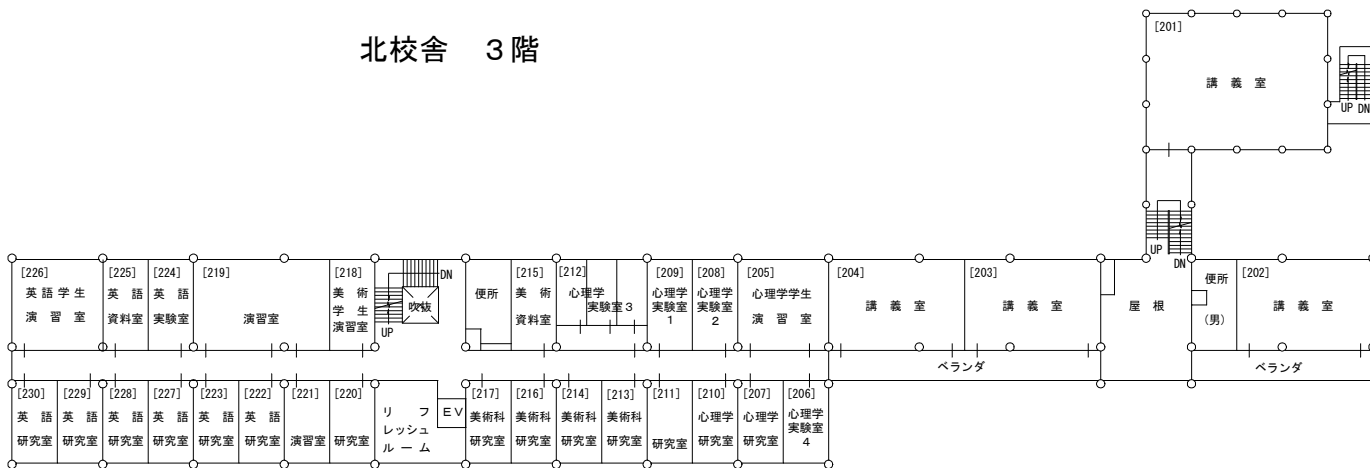 北校舎　３階
[201]
講 義 室
UP DN
UP
DN
[226]
英語学生
演 習 室
[225]
英 語
資料室
[224]
英 語
実験室
[219]
演習室
[218]
美 術
学 生
演習室
UP
吹抜
DN
便所
[215]
美 術
資料室
[212]
心理学
実験室３
[209]
心理学
実験室
1
[208]
心理学
実験室
2
[205]
心理学学生
演 習 室
[204]
講 義 室
[203]
講 義 室
屋 根
便所
(男)
[202]
講 義 室
ベランダ
ベランダ
[230]
英 語
研究室
[229]
英 語
研究室
[228]
英 語
研究室
[227]
英 語
研究室
[223]
英 語
研究室
[222]
英 語
研究室
[221]
演習室
[220]
研究室
リ フ
レッシュ
ル ー ム
EV
[217]
美術科
研究室
[216]
美術科
研究室
[214]
美術科
研究室
[213]
美術科
研究室
[211]
研究室
[210]
心理学
研究室
[207]
心理学
研究室
[206]
心理学
実験室
4